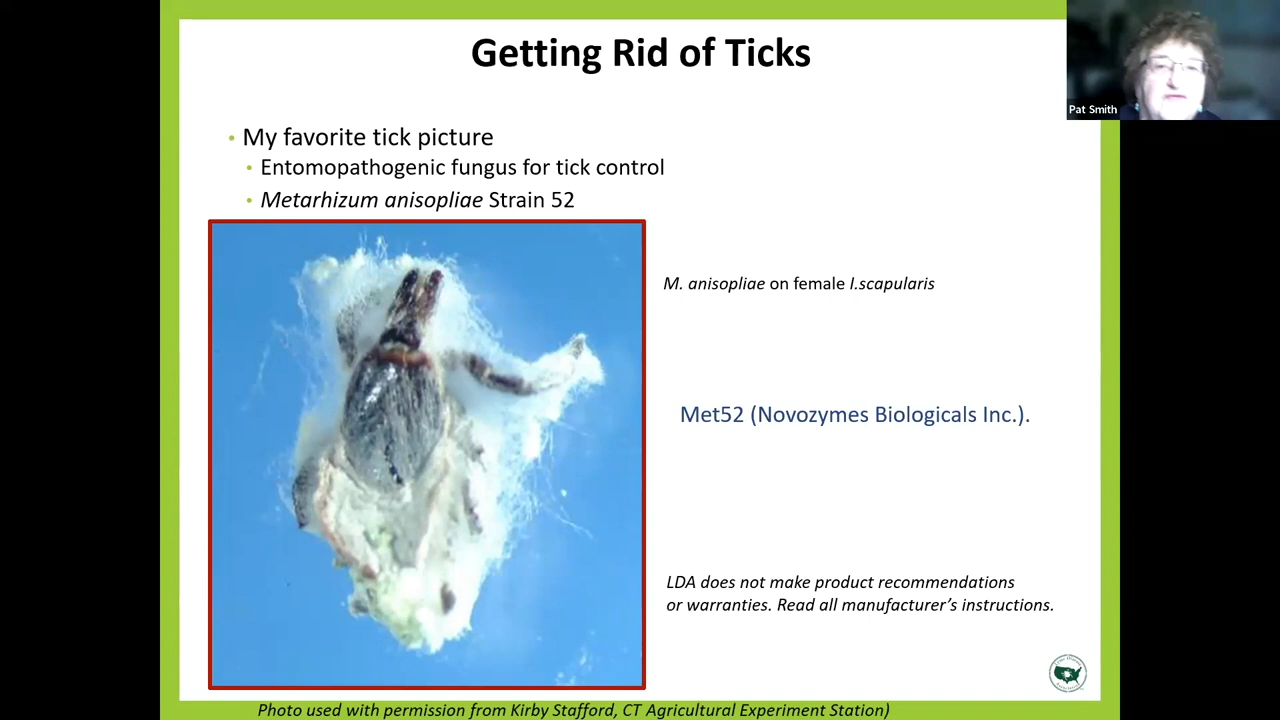 Getting Rid of Ticks
Pat Smith
• My favorite tick picture
• Entomopathogenic fungus for tick control
• Metarhizum anisopliae Strain 52
M. anisopliae on female I.scapularis
Met52 (Novozymes Biologicals Inc.).
LDA does not make product recommendations
or warranties. Read all manufacturer's instructions.
Photo used with permission from Kirby Stafford, CT Agricultural Experiment Station)